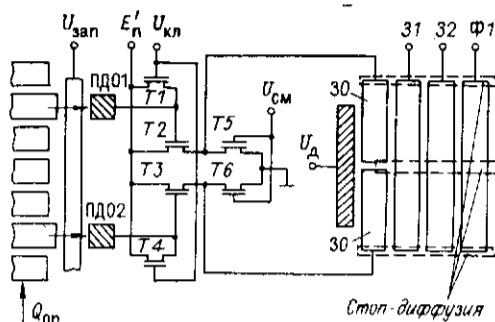 Uзап E'п Uкл 31 32 Ф1
ПДО1 T1 30
Uсм
T2 T5
Uд
T3 T6
ПДО2 30
T4
Qоп
Стоп-диффузия